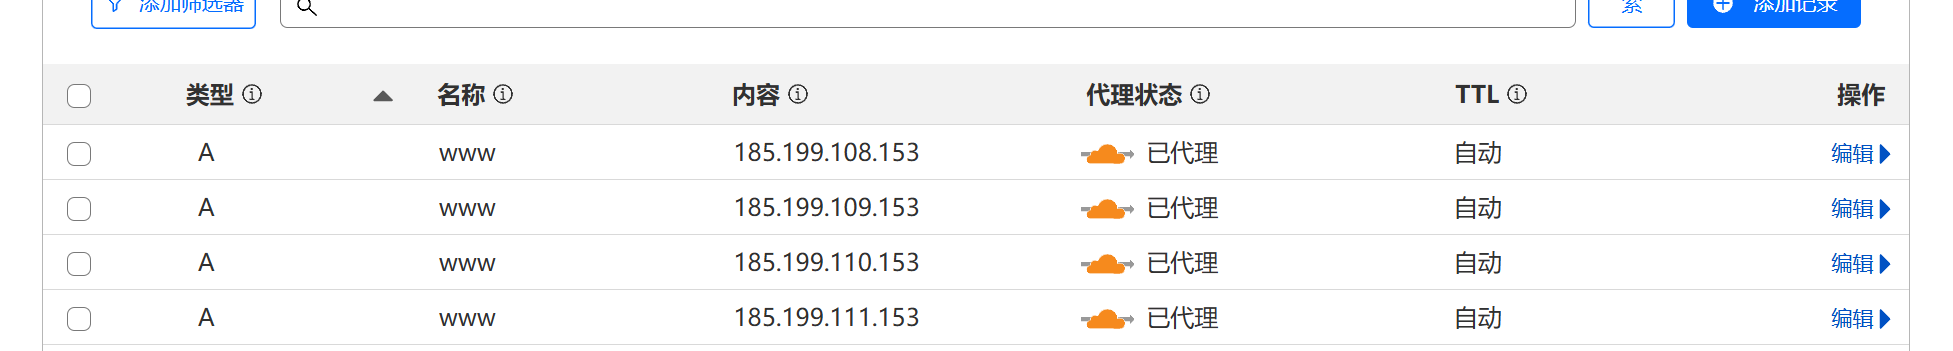 添加筛选器
索
添加记录
类型 名称 内容 代理状态 TTL 操作
A www 185.199.108.153 已代理 自动 编辑
A www 185.199.109.153 已代理 自动 编辑
A www 185.199.110.153 已代理 自动 编辑
A www 185.199.111.153 已代理 自动 编辑